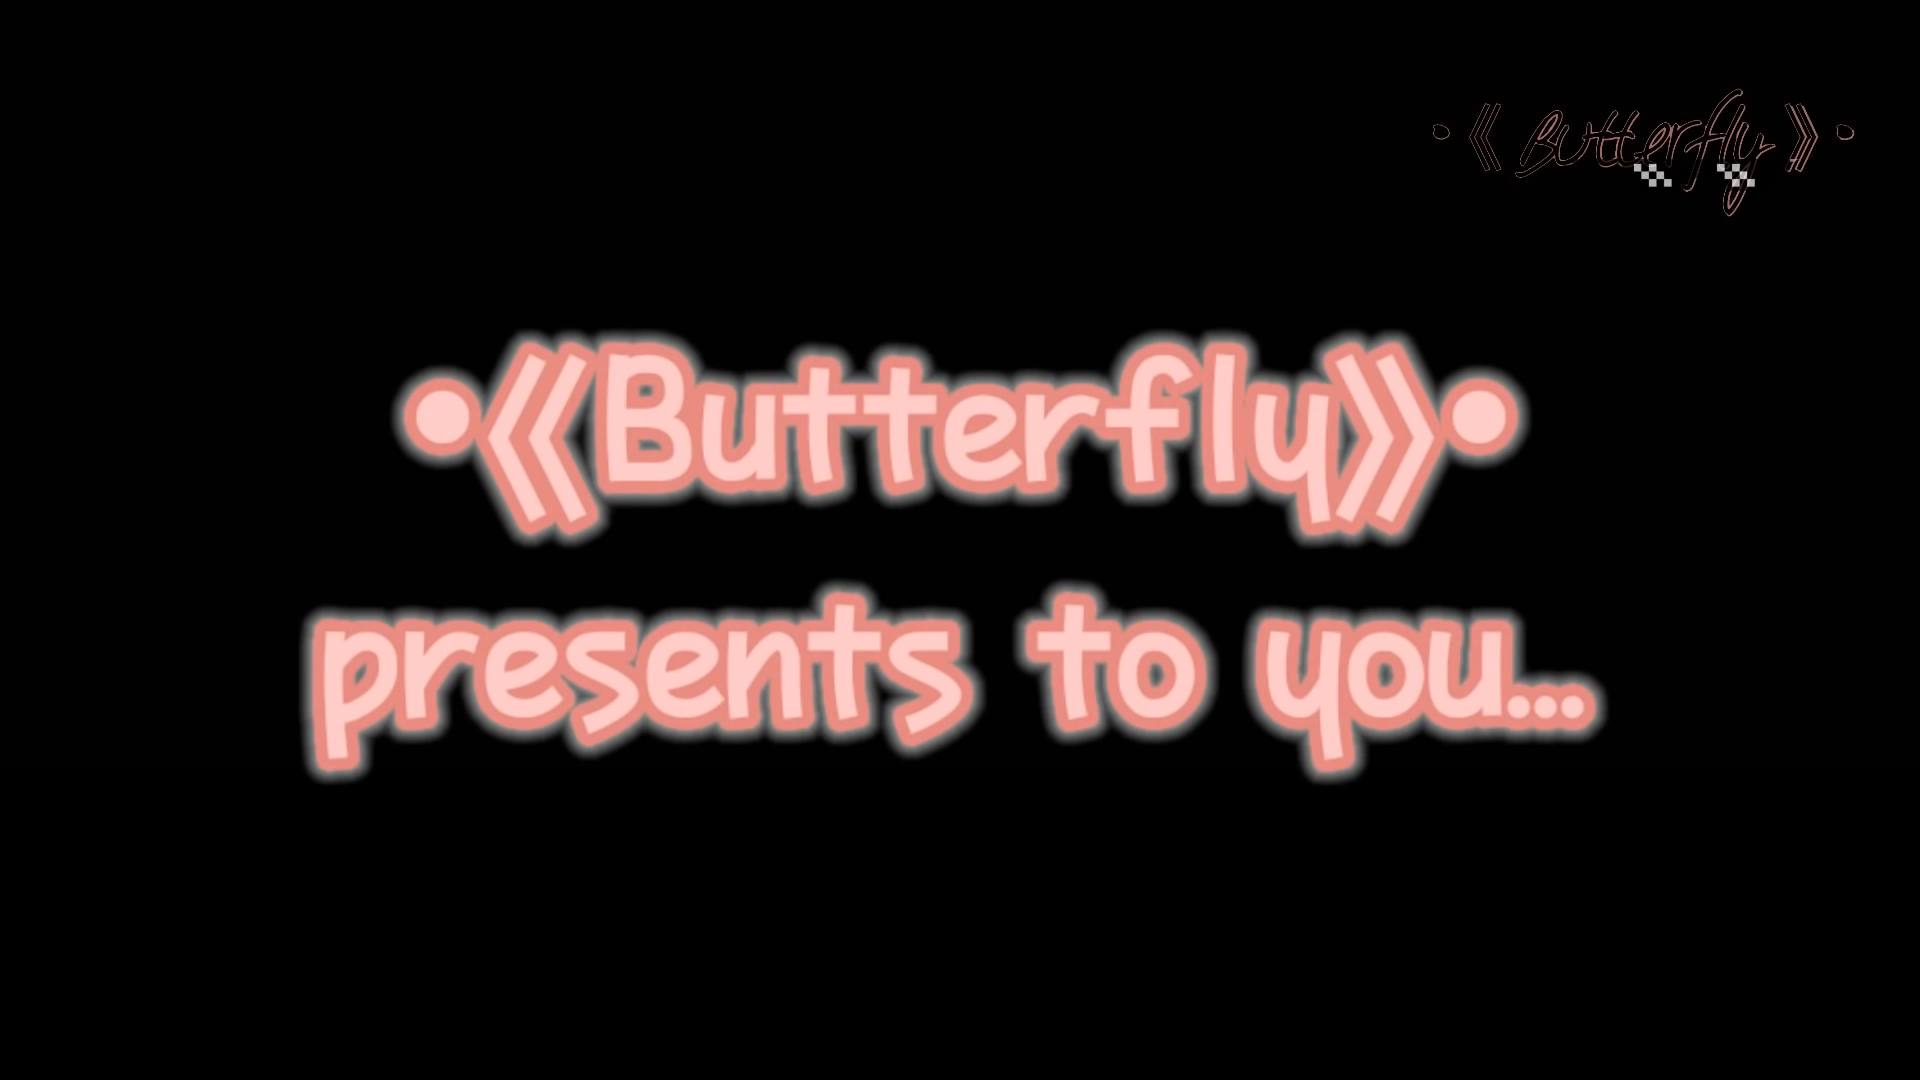 •《 Butterfly 》•
•《Butterfly》•
presents to you...